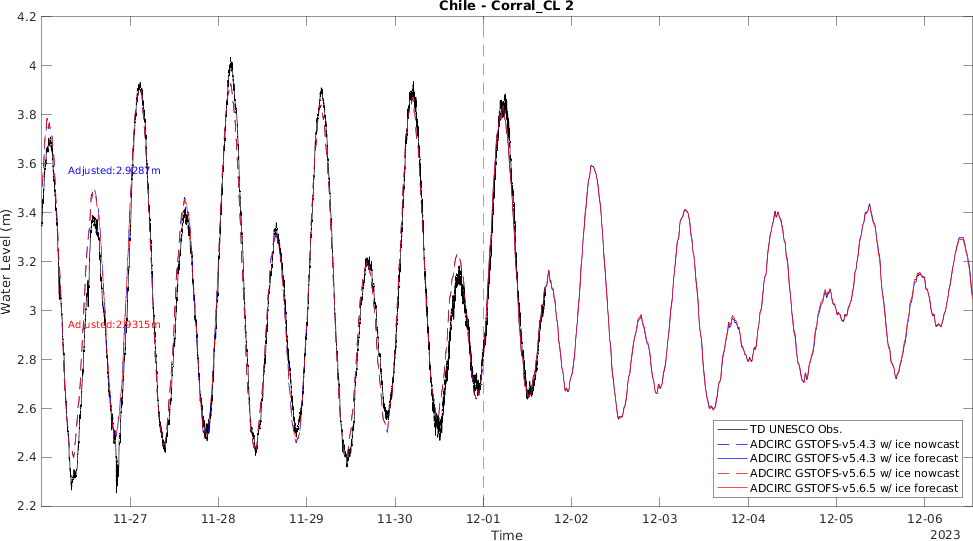 Chile - Corral_CL 2
4.2
4
3.8
3.6
3.4
3.2
3
2.8
2.6
2.4
2.2
Water Level (m)
Adjusted:2.9287m
Adjusted:2.9315m
TD UNESCO Obs.
ADCIRC GSTOFS-v5.4.3 w/ ice nowcast
ADCIRC GSTOFS-v5.4.3 w/ ice forecast
ADCIRC GSTOFS-v5.6.5 w/ ice nowcast
ADCIRC GSTOFS-v5.6.5 w/ ice forecast
11-27 11-28 11-29 11-30 12-01 12-02 12-03 12-04 12-05 12-06
Time
2023